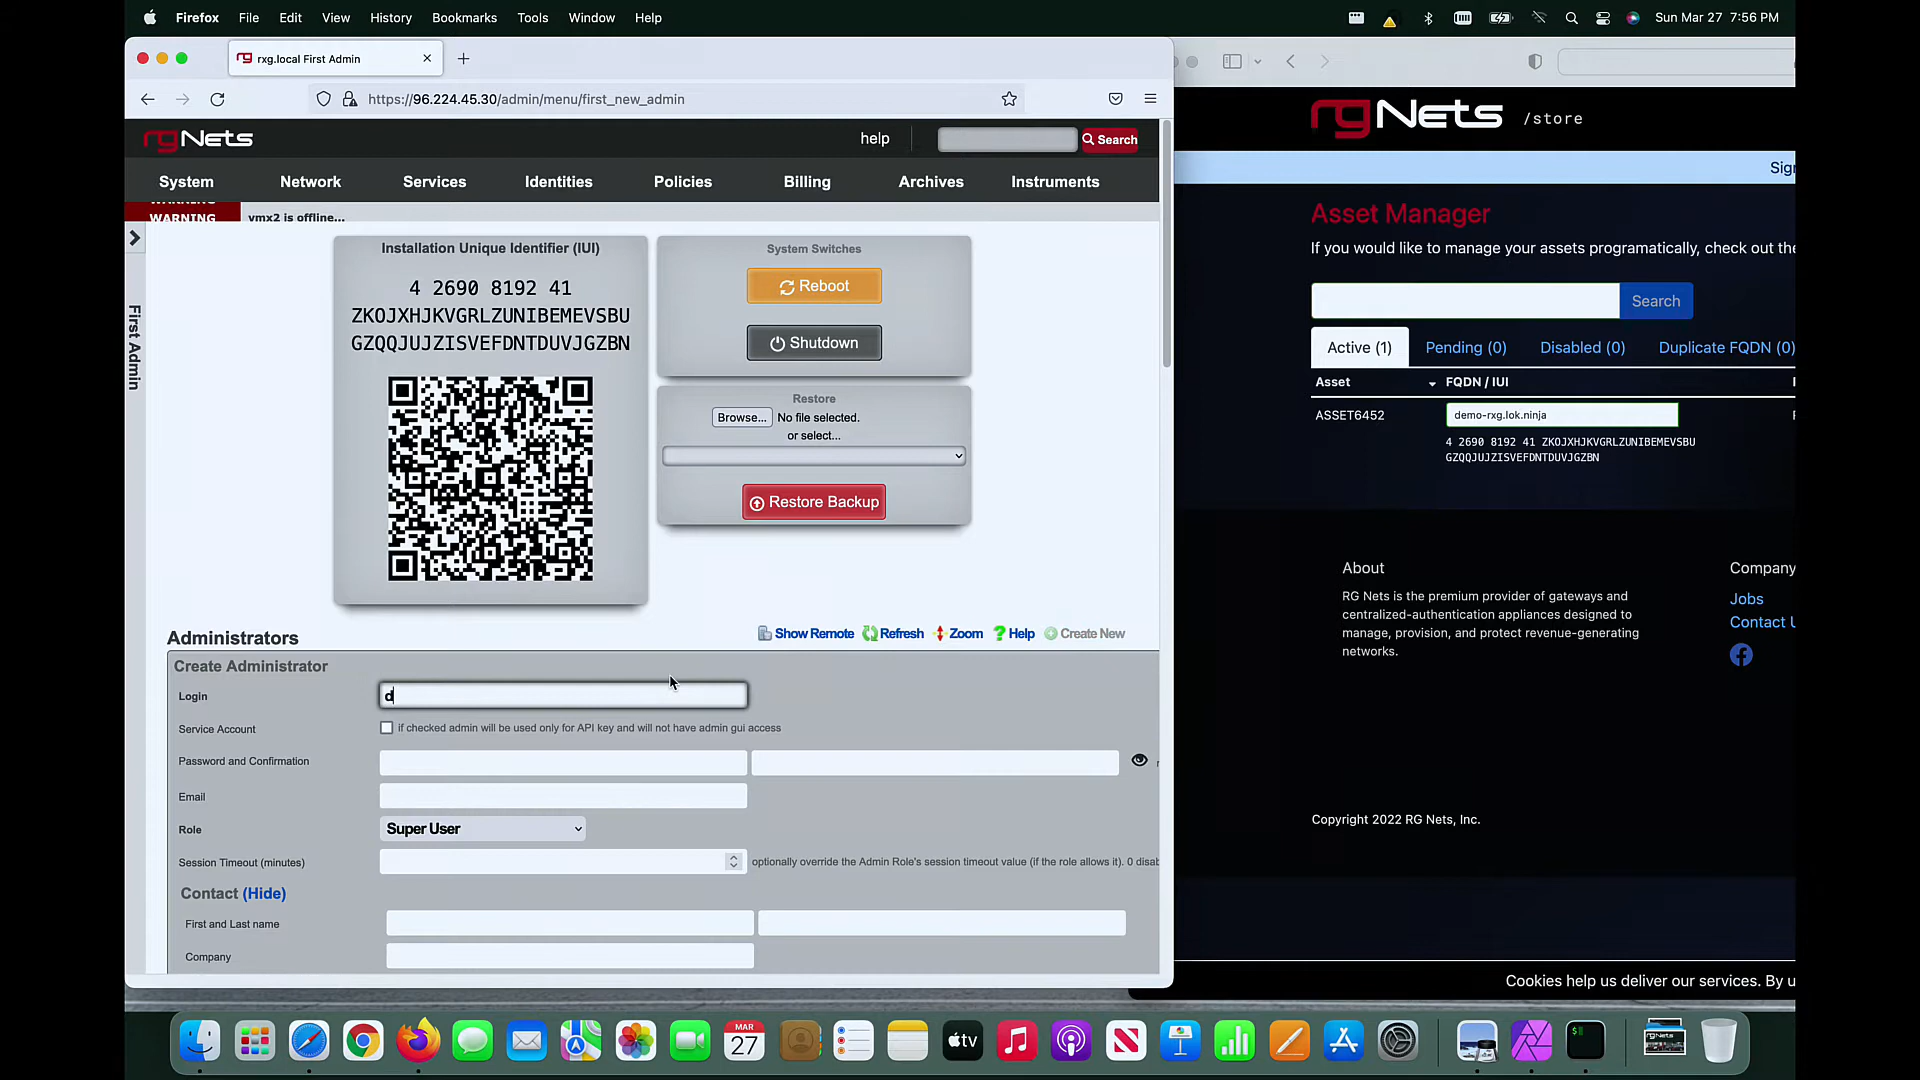 Firefox File Edit View History Bookmarks Tools Window Help
Sun Mar 27 7:56 PM
rxg.local First Admin
https://96.224.45.30/admin/menu/first_new_admin
rgNets
help
Search
System Network Services Identities Policies Billing Archives Instruments
WARNING
WARNING vmx2 is offline...
First Admin
Installation Unique Identifier (IUI)
4 2690 8192 41
ZKOJXHJKVGRLZUNIBEMEVSBU
GZQQJUJZISVEFDNTDUVJGZBN
System Switches
Reboot
Shutdown
Restore
Browse... No file selected.
or select...
Restore Backup
Administrators
Show Remote Refresh Zoom Help Create New
Create Administrator
Login d
Service Account if checked admin will be used only for API key and will not have admin gui access
Password and Confirmation
Email
Role Super User
Session Timeout (minutes) optionally override the Admin Role's session timeout value (if the role allows it). 0 disab
Contact (Hide)
First and Last name
Company
rgNets /store
Sign
Asset Manager
If you would like to manage your assets programatically, check out the
Search
Active (1) Pending (0) Disabled (0) Duplicate FQDN (0)
Asset FQDN / IUI
ASSET6452 demo-rxg.lok.ninja
4 2690 8192 41 ZKOJXHJKVGRLZUNIBEMEVSBU
GZQQJUJZISVEFDNTDUVJGZBN
About
RG Nets is the premium provider of gateways and
centralized-authentication appliances designed to
manage, provision, and protect revenue-generating
networks.
Company
Jobs
Contact U
Copyright 2022 RG Nets, Inc.
Cookies help us deliver our services. By u
MAR
27
tv